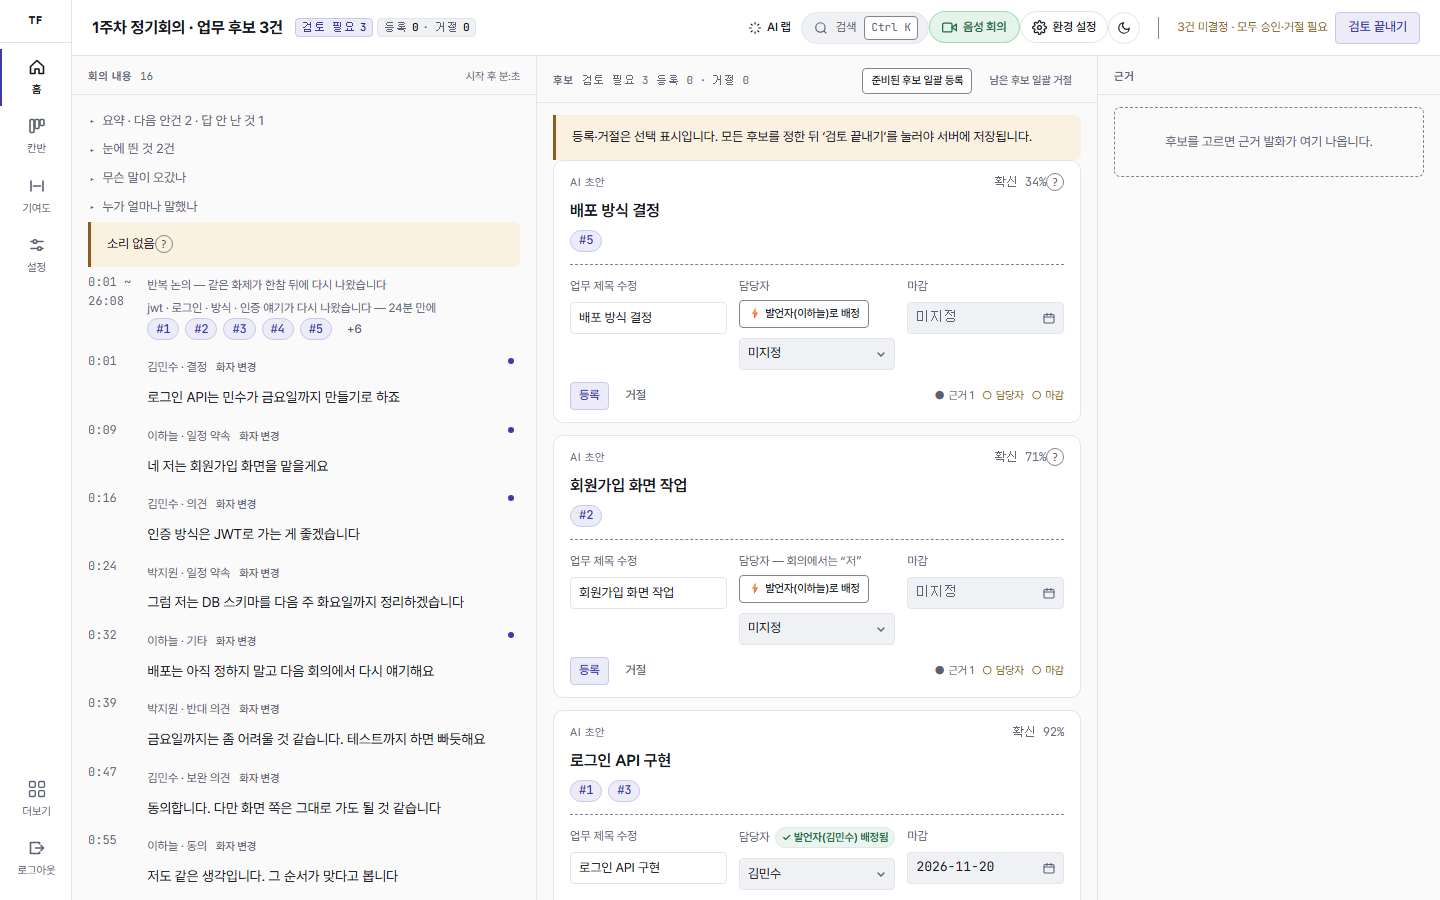 TF
홈
칸반
기여도
설정
더보기
로그아웃
1주차 정기회의 · 업무 후보 3건
검토 필요 3
등록 0 · 거절 0
AI 랩
검색
Ctrl K
음성 회의
환경 설정
3건 미결정 · 모두 승인·거절 필요
검토 끝내기
회의 내용 16
시작 후 분:초
요약 · 다음 안건 2 · 답 안 난 것 1
눈에 띈 것 2건
무슨 말이 오갔나
누가 얼마나 말했나
소리 없음 ?
0:01 ~ 26:08
반복 논의 — 같은 화제가 한참 뒤에 다시 나왔습니다
jwt · 로그인 · 방식 · 인증 얘기가 다시 나왔습니다 — 24분 만에
#1 #2 #3 #4 #5 +6
0:01
김민수 · 결정 화자 변경
로그인 API는 민수가 금요일까지 만들기로 하죠
0:09
이하늘 · 일정 약속 화자 변경
네 저는 회원가입 화면을 맡을게요
0:16
김민수 · 의견 화자 변경
인증 방식은 JWT로 가는 게 좋겠습니다
0:24
박지원 · 일정 약속 화자 변경
그럼 저는 DB 스키마를 다음 주 화요일까지 정리하겠습니다
0:32
이하늘 · 기타 화자 변경
배포는 아직 정하지 말고 다음 회의에서 다시 얘기해요
0:39
박지원 · 반대 의견 화자 변경
금요일까지는 좀 어려울 것 같습니다. 테스트까지 하면 빠듯해요
0:47
김민수 · 보완 의견 화자 변경
동의합니다. 다만 화면 쪽은 그대로 가도 될 것 같습니다
0:55
이하늘 · 동의 화자 변경
저도 같은 생각입니다. 그 순서가 맞다고 봅니다
후보 검토 필요 3 등록 0 · 거절 0
준비된 후보 일괄 등록
남은 후보 일괄 거절
등록·거절은 선택 표시입니다. 모든 후보를 정한 뒤 ‘검토 끝내기’를 눌러야 서버에 저장됩니다.
AI 초안
확신 34% ?
배포 방식 결정
#5
업무 제목 수정
배포 방식 결정
담당자
발언자(이하늘)로 배정
미지정
마감
미지정
등록
거절
근거 1 담당자 마감
AI 초안
확신 71% ?
회원가입 화면 작업
#2
업무 제목 수정
회원가입 화면 작업
담당자 — 회의에서는 “저”
발언자(이하늘)로 배정
미지정
마감
미지정
등록
거절
근거 1 담당자 마감
AI 초안
확신 92%
로그인 API 구현
#1 #3
업무 제목 수정
로그인 API 구현
담당자
발언자(김민수) 배정됨
김민수
마감
2026-11-20
근거
후보를 고르면 근거 발화가 여기 나옵니다.